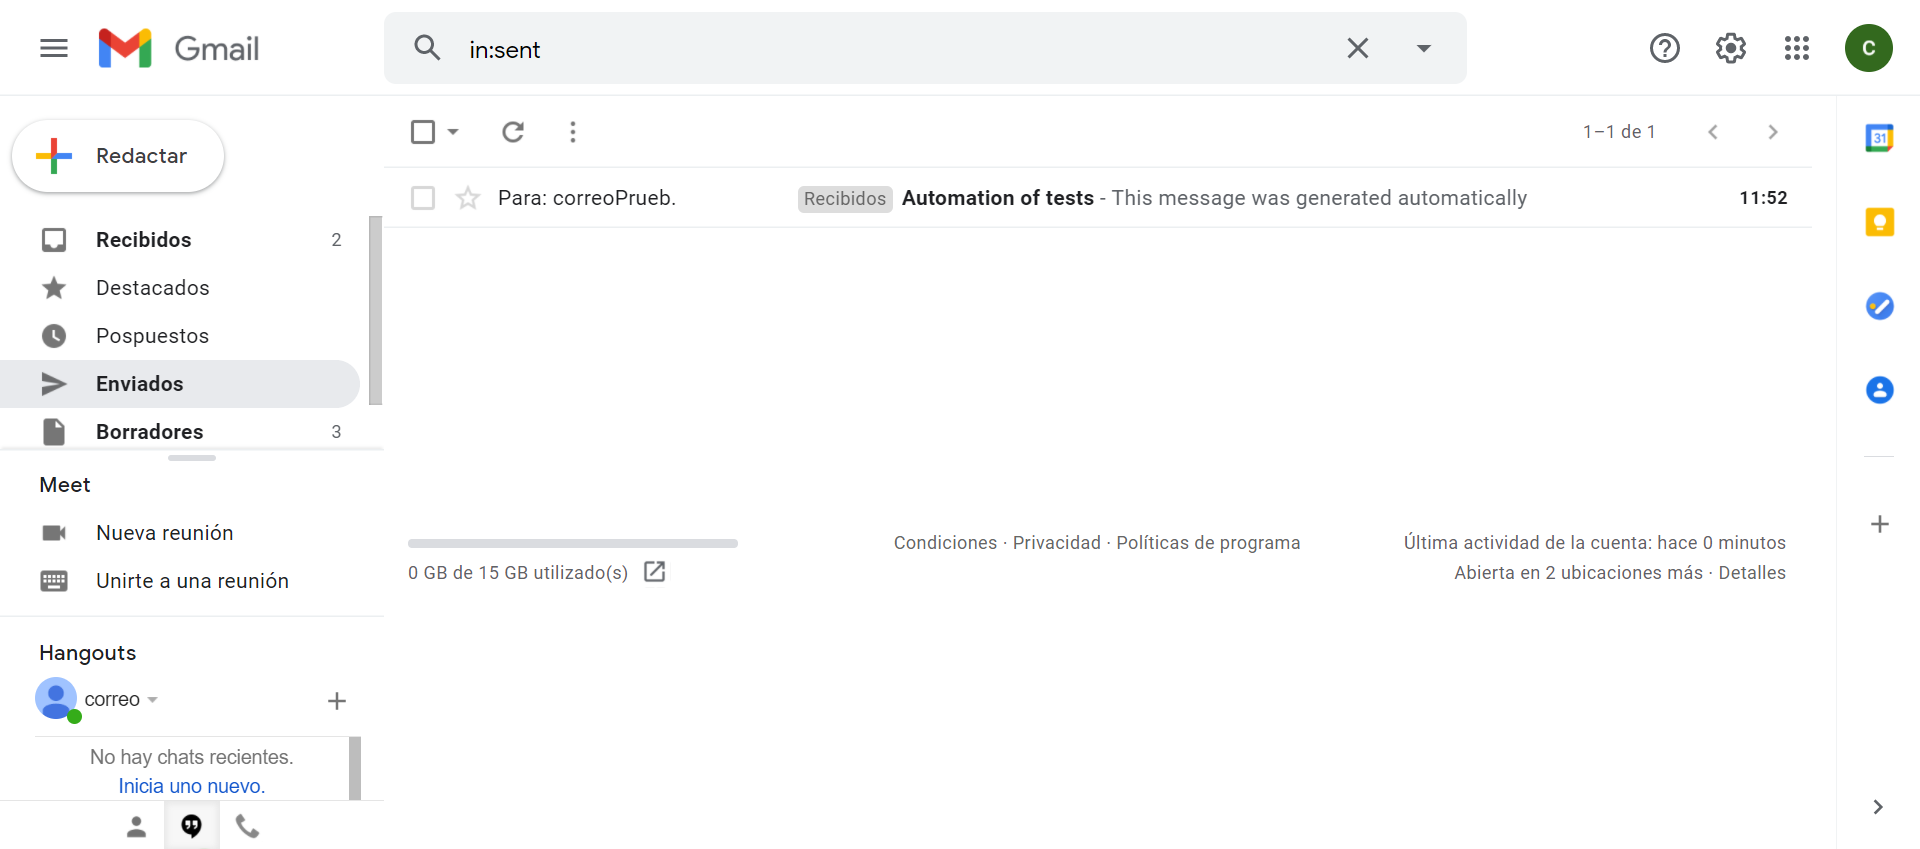 Gmail
in:sent
C
Redactar
1–1 de 1
31
Para: correoPrueb.
Recibidos
Automation of tests - This message was generated automatically
11:52
Recibidos 2
Destacados
Pospuestos
Enviados
Borradores 3
Meet
Nueva reunión
Unirte a una reunión
0 GB de 15 GB utilizado(s)
Condiciones · Privacidad · Políticas de programa
Última actividad de la cuenta: hace 0 minutos
Abierta en 2 ubicaciones más · Detalles
Hangouts
correo
No hay chats recientes.
Inicia uno nuevo.